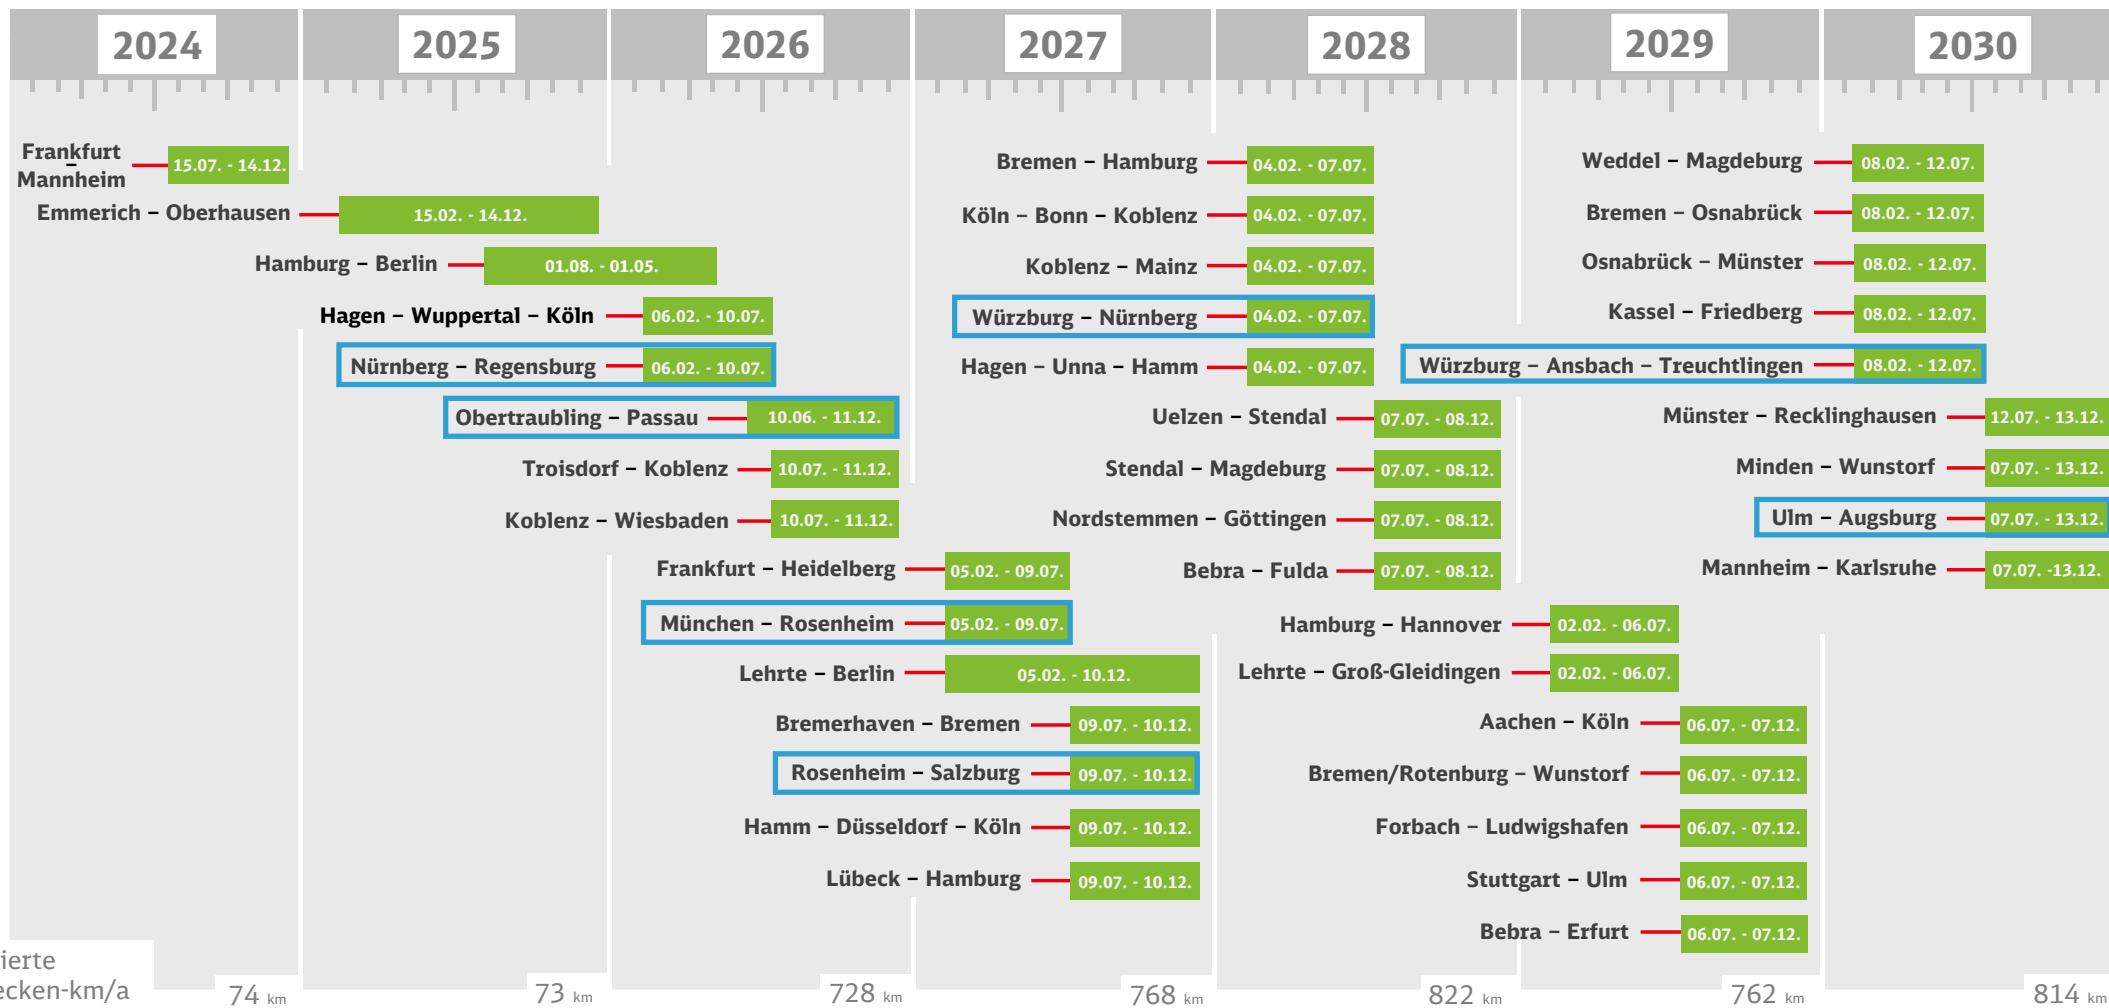 2024
2025
2026
2027
2028
2029
2030
Frankfurt
–
Mannheim
15.07. - 14.12.
Emmerich – Oberhausen
15.02. - 14.12.
Hamburg – Berlin
01.08. - 01.05.
Hagen – Wuppertal – Köln
06.02. - 10.07.
Nürnberg – Regensburg
06.02. - 10.07.
Obertraubling – Passau
10.06. - 11.12.
Troisdorf – Koblenz
10.07. - 11.12.
Koblenz – Wiesbaden
10.07. - 11.12.
Frankfurt – Heidelberg
05.02. - 09.07.
München – Rosenheim
05.02. - 09.07.
Lehrte – Berlin
05.02. - 10.12.
Bremerhaven – Bremen
09.07. - 10.12.
Rosenheim – Salzburg
09.07. - 10.12.
Hamm – Düsseldorf – Köln
09.07. - 10.12.
Lübeck – Hamburg
09.07. - 10.12.
Bremen – Hamburg
04.02. - 07.07.
Köln – Bonn – Koblenz
04.02. - 07.07.
Koblenz – Mainz
04.02. - 07.07.
Würzburg – Nürnberg
04.02. - 07.07.
Hagen – Unna – Hamm
04.02. - 07.07.
Uelzen – Stendal
07.07. - 08.12.
Stendal – Magdeburg
07.07. - 08.12.
Nordstemmen – Göttingen
07.07. - 08.12.
Bebra – Fulda
07.07. - 08.12.
Hamburg – Hannover
02.02. - 06.07.
Lehrte – Groß-Gleidingen
02.02. - 06.07.
Aachen – Köln
06.07. - 07.12.
Bremen/Rotenburg – Wunstorf
06.07. - 07.12.
Forbach – Ludwigshafen
06.07. - 07.12.
Stuttgart – Ulm
06.07. - 07.12.
Bebra – Erfurt
06.07. - 07.12.
Weddel – Magdeburg
08.02. - 12.07.
Bremen – Osnabrück
08.02. - 12.07.
Osnabrück – Münster
08.02. - 12.07.
Kassel – Friedberg
08.02. - 12.07.
Würzburg – Ansbach – Treuchtlingen
08.02. - 12.07.
Münster – Recklinghausen
12.07. - 13.12.
Minden – Wunstorf
07.07. - 13.12.
Ulm – Augsburg
07.07. - 13.12.
Mannheim – Karlsruhe
07.07. -13.12.
ierte
ecken-km/a
74 km
73 km
728 km
768 km
822 km
762 km
814 km